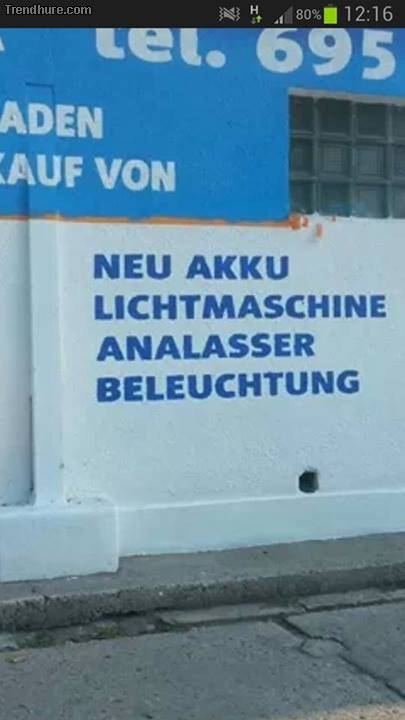 Trendhure.com
H 80% 12:16
tel. 695
ADEN
KAUF VON
NEU AKKU
LICHTMASCHINE
ANALASSER
BELEUCHTUNG